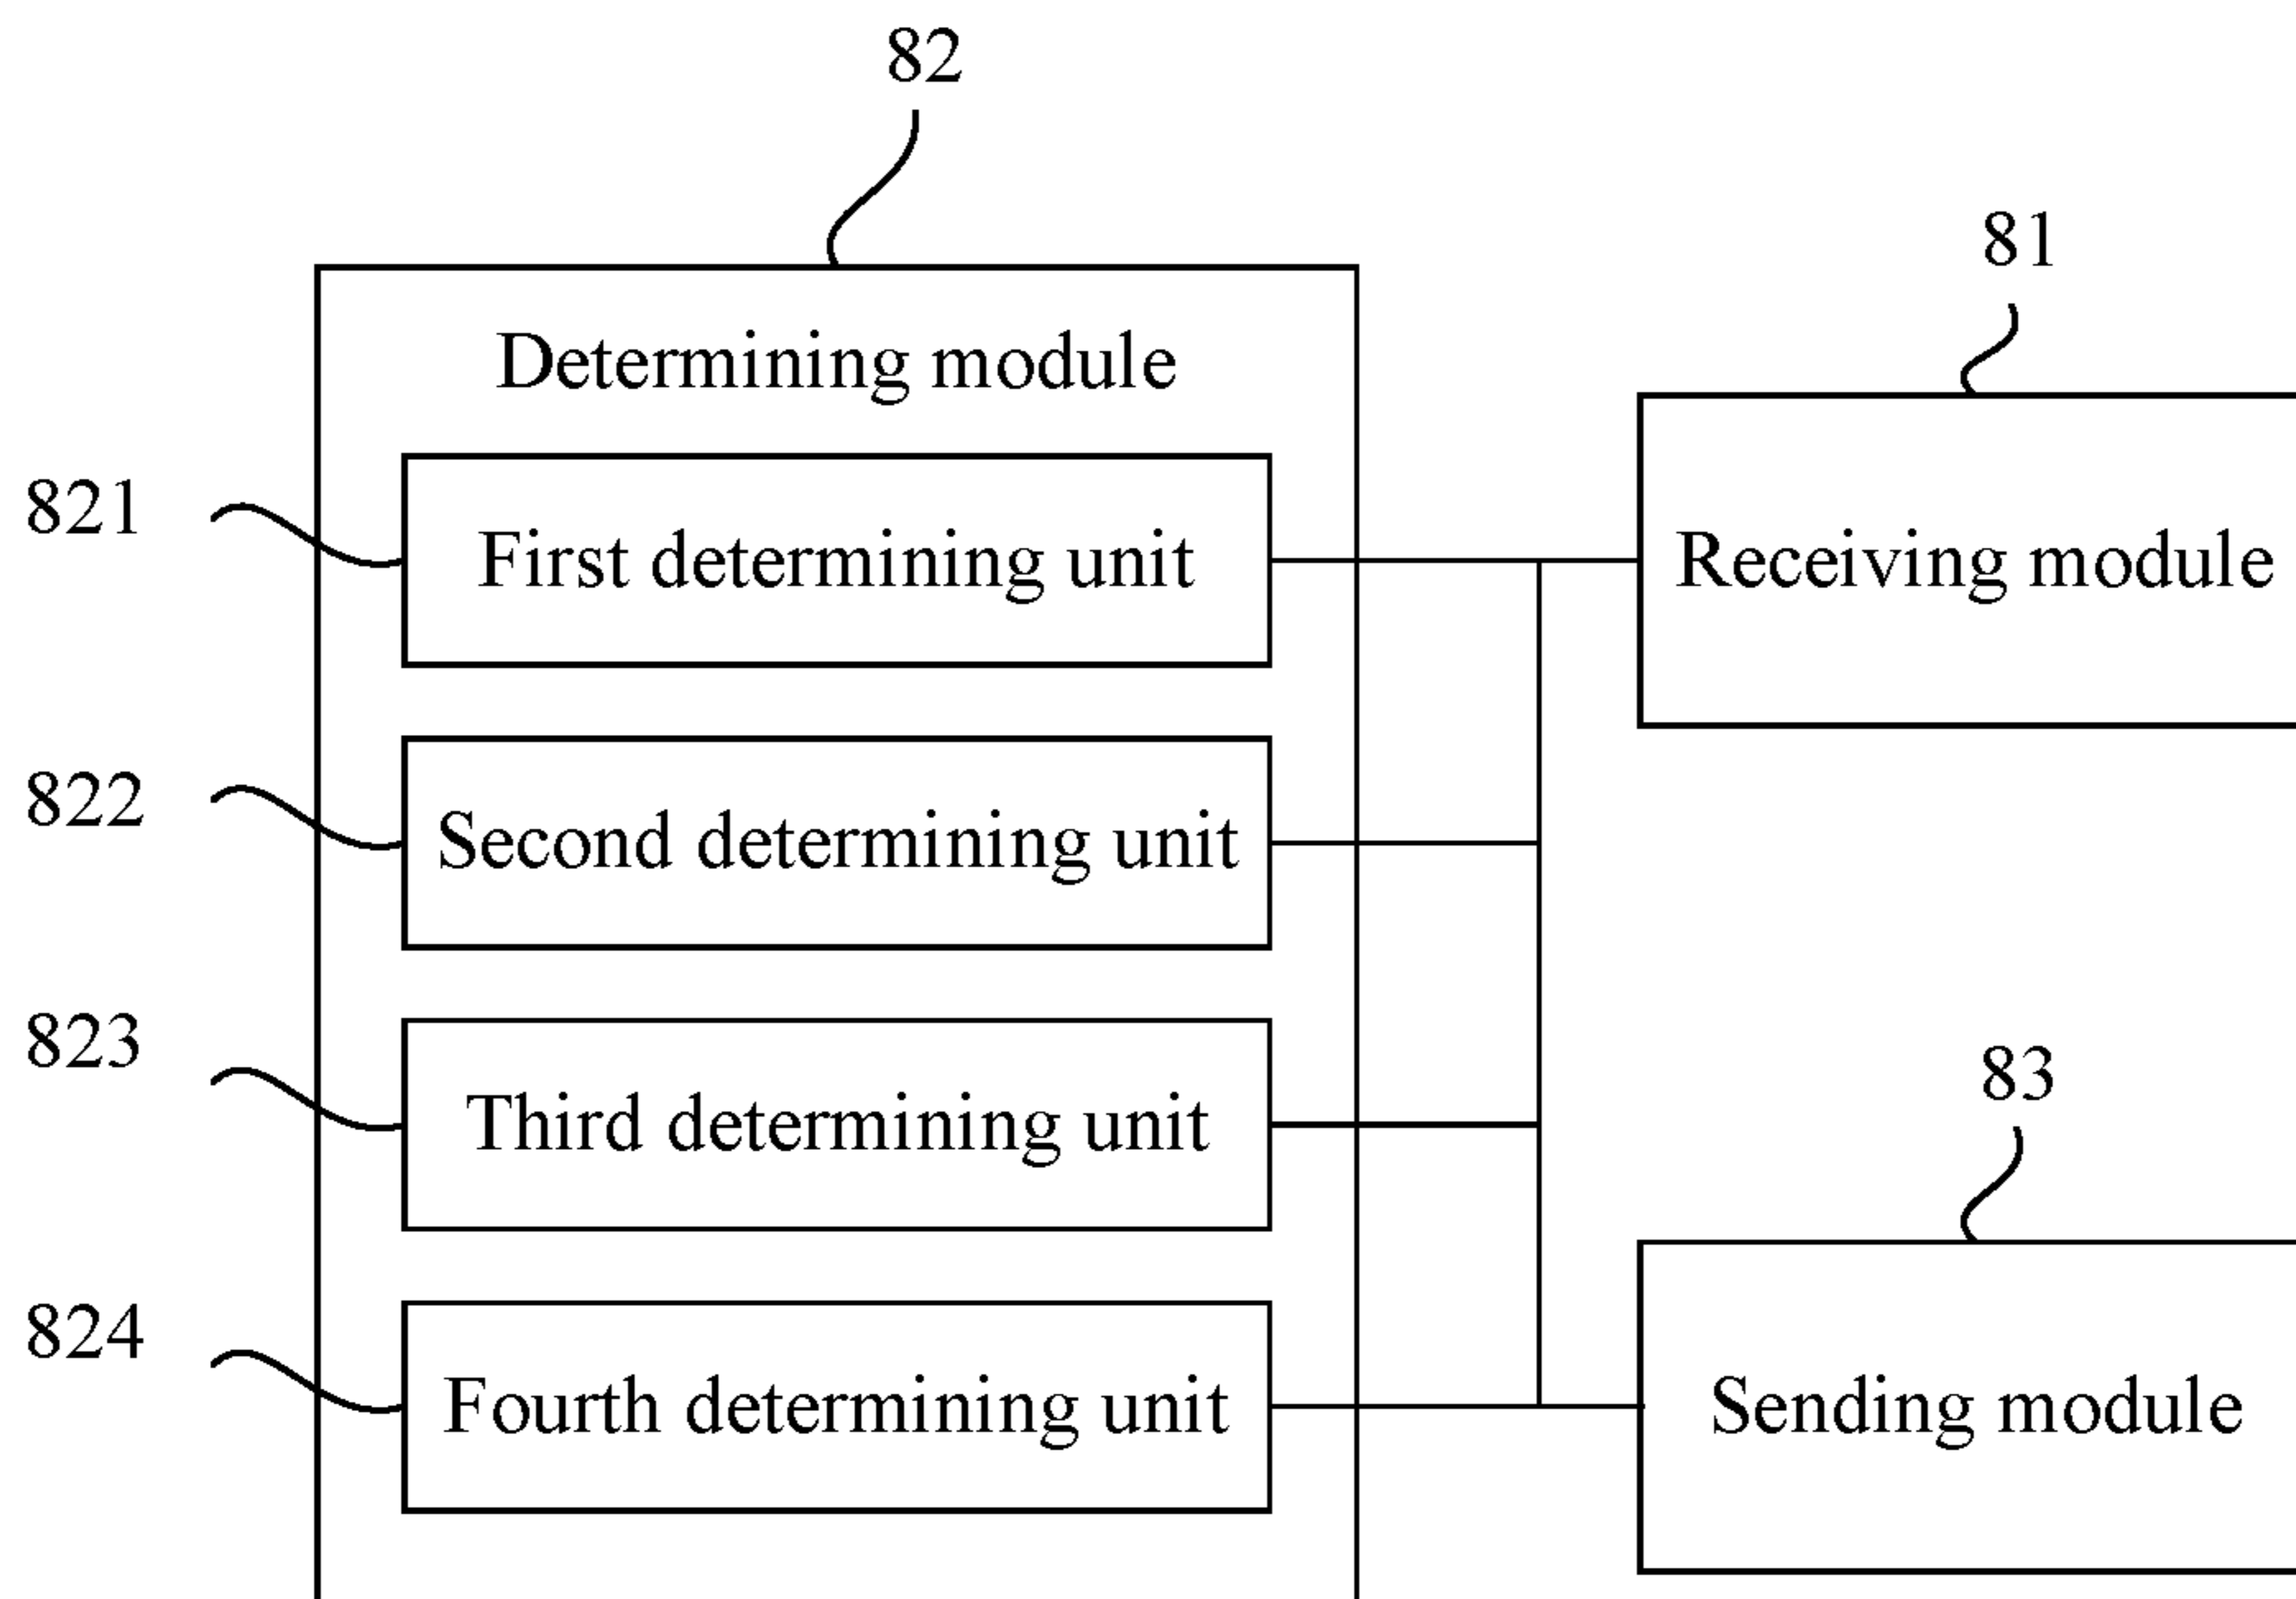 82
81
Determining module
821
First determining unit
Receiving module
822
Second determining unit
823
Third determining unit
83
824
Fourth determining unit
Sending module